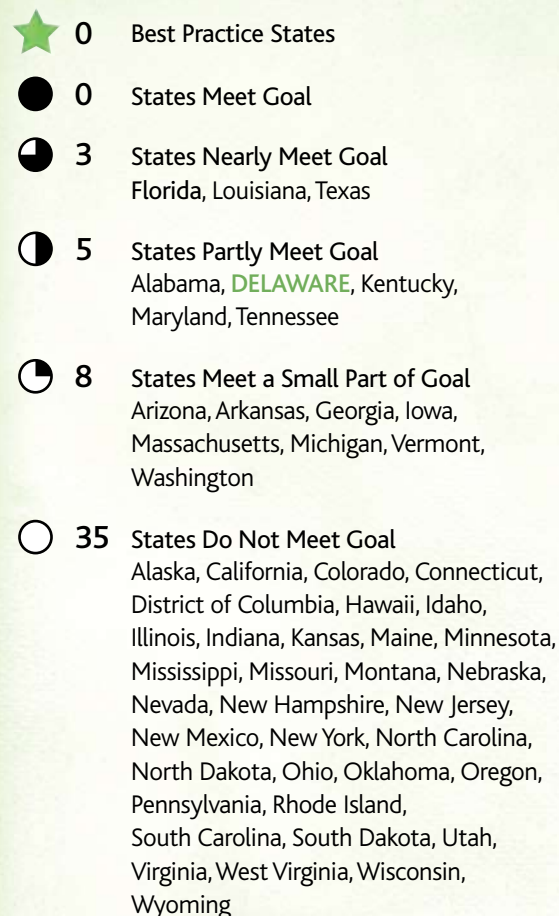 0 Best Practice States
0 States Meet Goal
3 States Nearly Meet Goal
Florida, Louisiana, Texas
5 States Partly Meet Goal
Alabama, DELAWARE, Kentucky,
Maryland, Tennessee
8 States Meet a Small Part of Goal
Arizona, Arkansas, Georgia, Iowa,
Massachusetts, Michigan, Vermont,
Washington
35 States Do Not Meet Goal
Alaska, California, Colorado, Connecticut,
District of Columbia, Hawaii, Idaho,
Illinois, Indiana, Kansas, Maine, Minnesota,
Mississippi, Missouri, Montana, Nebraska,
Nevada, New Hampshire, New Jersey,
New Mexico, New York, North Carolina,
North Dakota, Ohio, Oklahoma, Oregon,
Pennsylvania, Rhode Island,
South Carolina, South Dakota, Utah,
Virginia, West Virginia, Wisconsin,
Wyoming